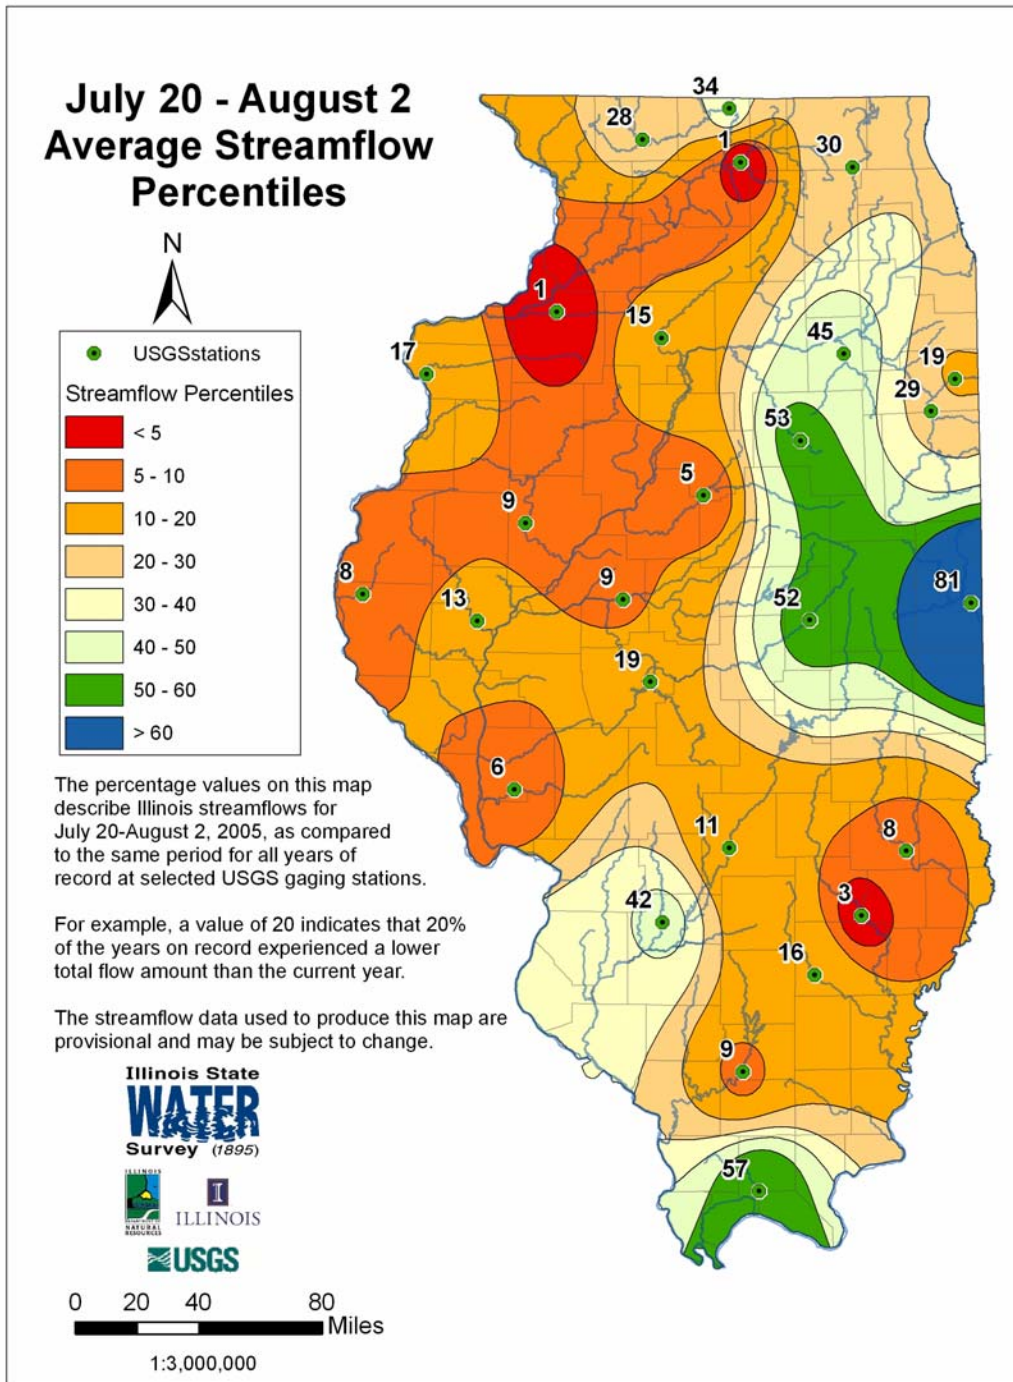 July 20 - August 2
Average Streamflow
Percentiles
N
USGSstations
Streamflow Percentiles
< 5
5 - 10
10 - 20
20 - 30
30 - 40
40 - 50
50 - 60
> 60
34
28
1
30
1
15
45
17
19
29
53
5
9
8
9
81
13
52
19
6
11
8
42
3
16
9
57
The percentage values on this map
describe Illinois streamflows for
July 20-August 2, 2005, as compared
to the same period for all years of
record at selected USGS gaging stations.
For example, a value of 20 indicates that 20%
of the years on record experienced a lower
total flow amount than the current year.
The streamflow data used to produce this map are
provisional and may be subject to change.
Illinois State
WATER
Survey (1895)
ILLINOIS
DEPARTMENT OF
NATURAL
RESOURCES
I
ILLINOIS
USGS
0 20 40 80
Miles
1:3,000,000